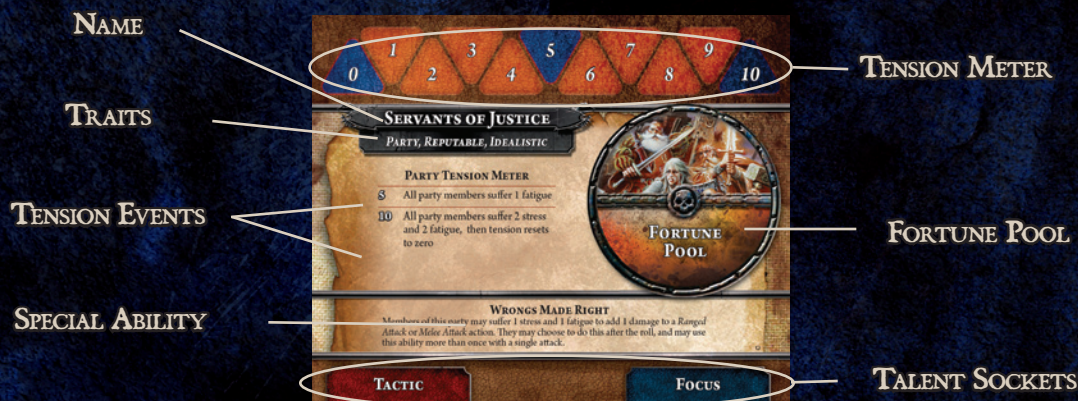 Name
Traits
Tension Events
Special Ability
0 1 2 3 4 5 6 7 8 9 10
Servants of Justice
Party, Reputable, Idealistic
Party Tension Meter
5 All party members suffer 1 fatigue
10 All party members suffer 2 stress
and 2 fatigue, then tension resets
to zero
Fortune
Pool
Wrongs Made Right
Members of this party may suffer 1 stress and 1 fatigue to add 1 damage to a Ranged
Attack or Melee Attack action. They may choose to do this after the roll, and may use
this ability more than once with a single attack.
Tactic
Focus
Tension Meter
Fortune Pool
Talent Sockets